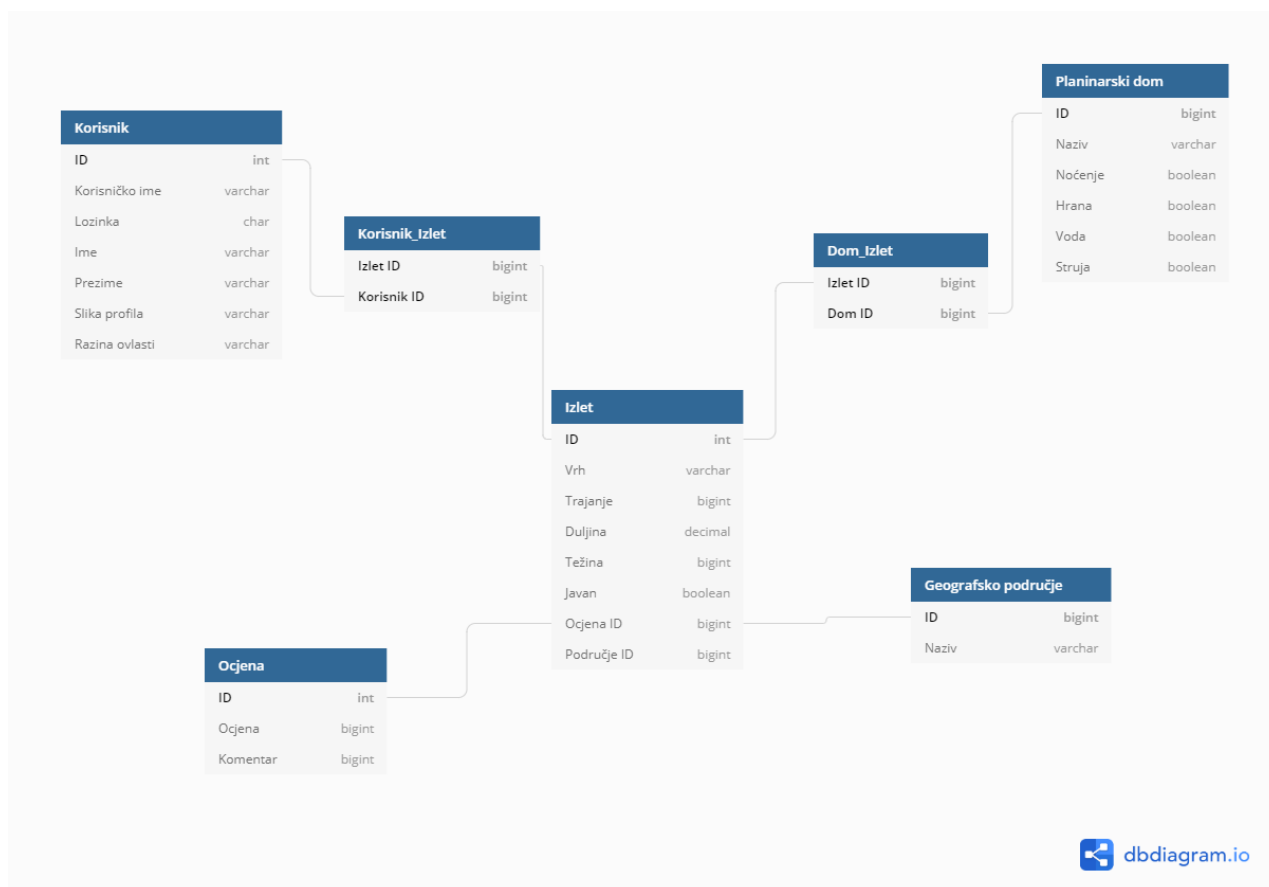 Korisnik
ID int
Korisničko ime varchar
Lozinka char
Ime varchar
Prezime varchar
Slika profila varchar
Razina ovlasti varchar
Korisnik_Izlet
Izlet ID bigint
Korisnik ID bigint
Dom_Izlet
Izlet ID bigint
Dom ID bigint
Planinarski dom
ID bigint
Naziv varchar
Noćenje boolean
Hrana boolean
Voda boolean
Struja boolean
Izlet
ID int
Vrh varchar
Trajanje bigint
Duljina decimal
Težina bigint
Javan boolean
Ocjena ID bigint
Područje ID bigint
Geografsko područje
ID bigint
Naziv varchar
Ocjena
ID int
Ocjena bigint
Komentar bigint
dbdiagram.io